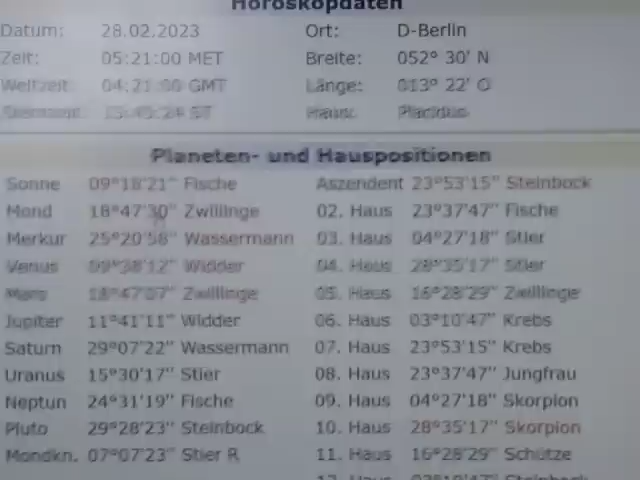 Horoskopdaten
Datum: 28.02.2023 Ort: D-Berlin
Zeit: 05:21:00 MET Breite: 052° 30' N
Weltzeit: 04:21:00 GMT Länge: 013° 22' O
Haus: Placidus
Planeten- und Hauspositionen
Sonne 09°18'21" Fische Aszendent 23°53'15" Steinbock
Mond 18°47'30" Zwillinge 02. Haus 23°37'47" Fische
Merkur 25°20'58" Wassermann 03. Haus 04°27'18" Stier
Venus 09°38'12" Widder 04. Haus 28°35'17" Stier
Mars 18°47'07" Zwillinge 05. Haus 16°28'29" Zwillinge
Jupiter 11°41'11" Widder 06. Haus 03°10'47" Krebs
Saturn 29°07'22" Wassermann 07. Haus 23°53'15" Krebs
Uranus 15°30'17" Stier 08. Haus 23°37'47" Jungfrau
Neptun 24°31'19" Fische 09. Haus 04°27'18" Skorpion
Pluto 29°28'23" Steinbock 10. Haus 28°35'17" Skorpion
Mondkn. 07°07'23" Stier R 11. Haus 16°28'29" Schütze